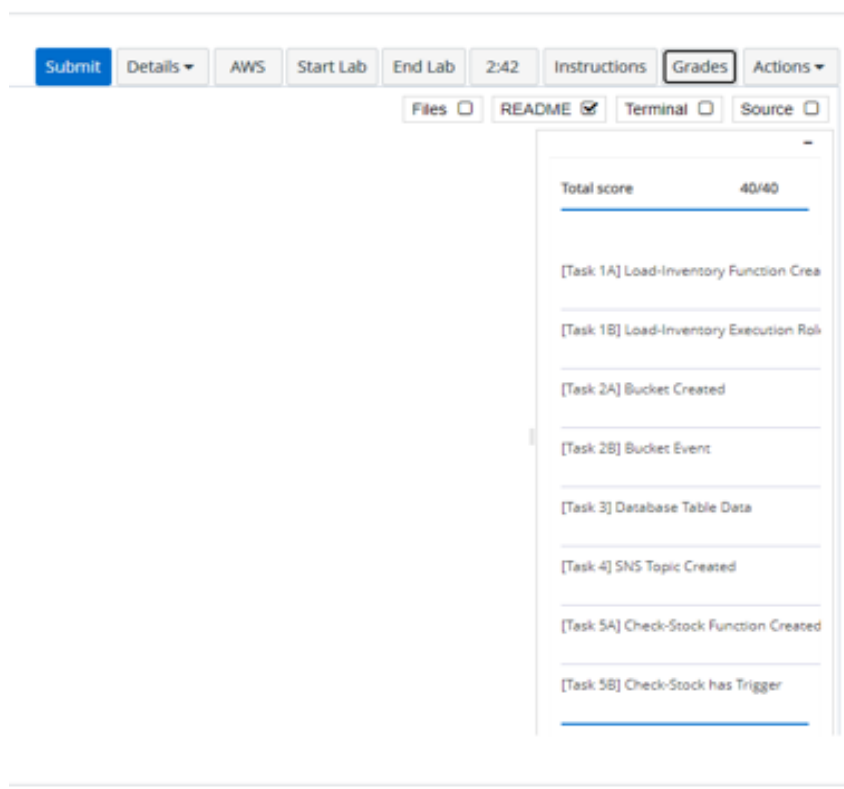 Submit Details AWS Start Lab End Lab 2:42 Instructions Grades Actions
Files README Terminal Source
Total score 40/40
[Task 1A] Load-Inventory Function Crea
[Task 1B] Load-Inventory Execution Role
[Task 2A] Bucket Created
[Task 2B] Bucket Event
[Task 3] Database Table Data
[Task 4] SNS Topic Created
[Task 5A] Check-Stock Function Created
[Task 5B] Check-Stock has Trigger